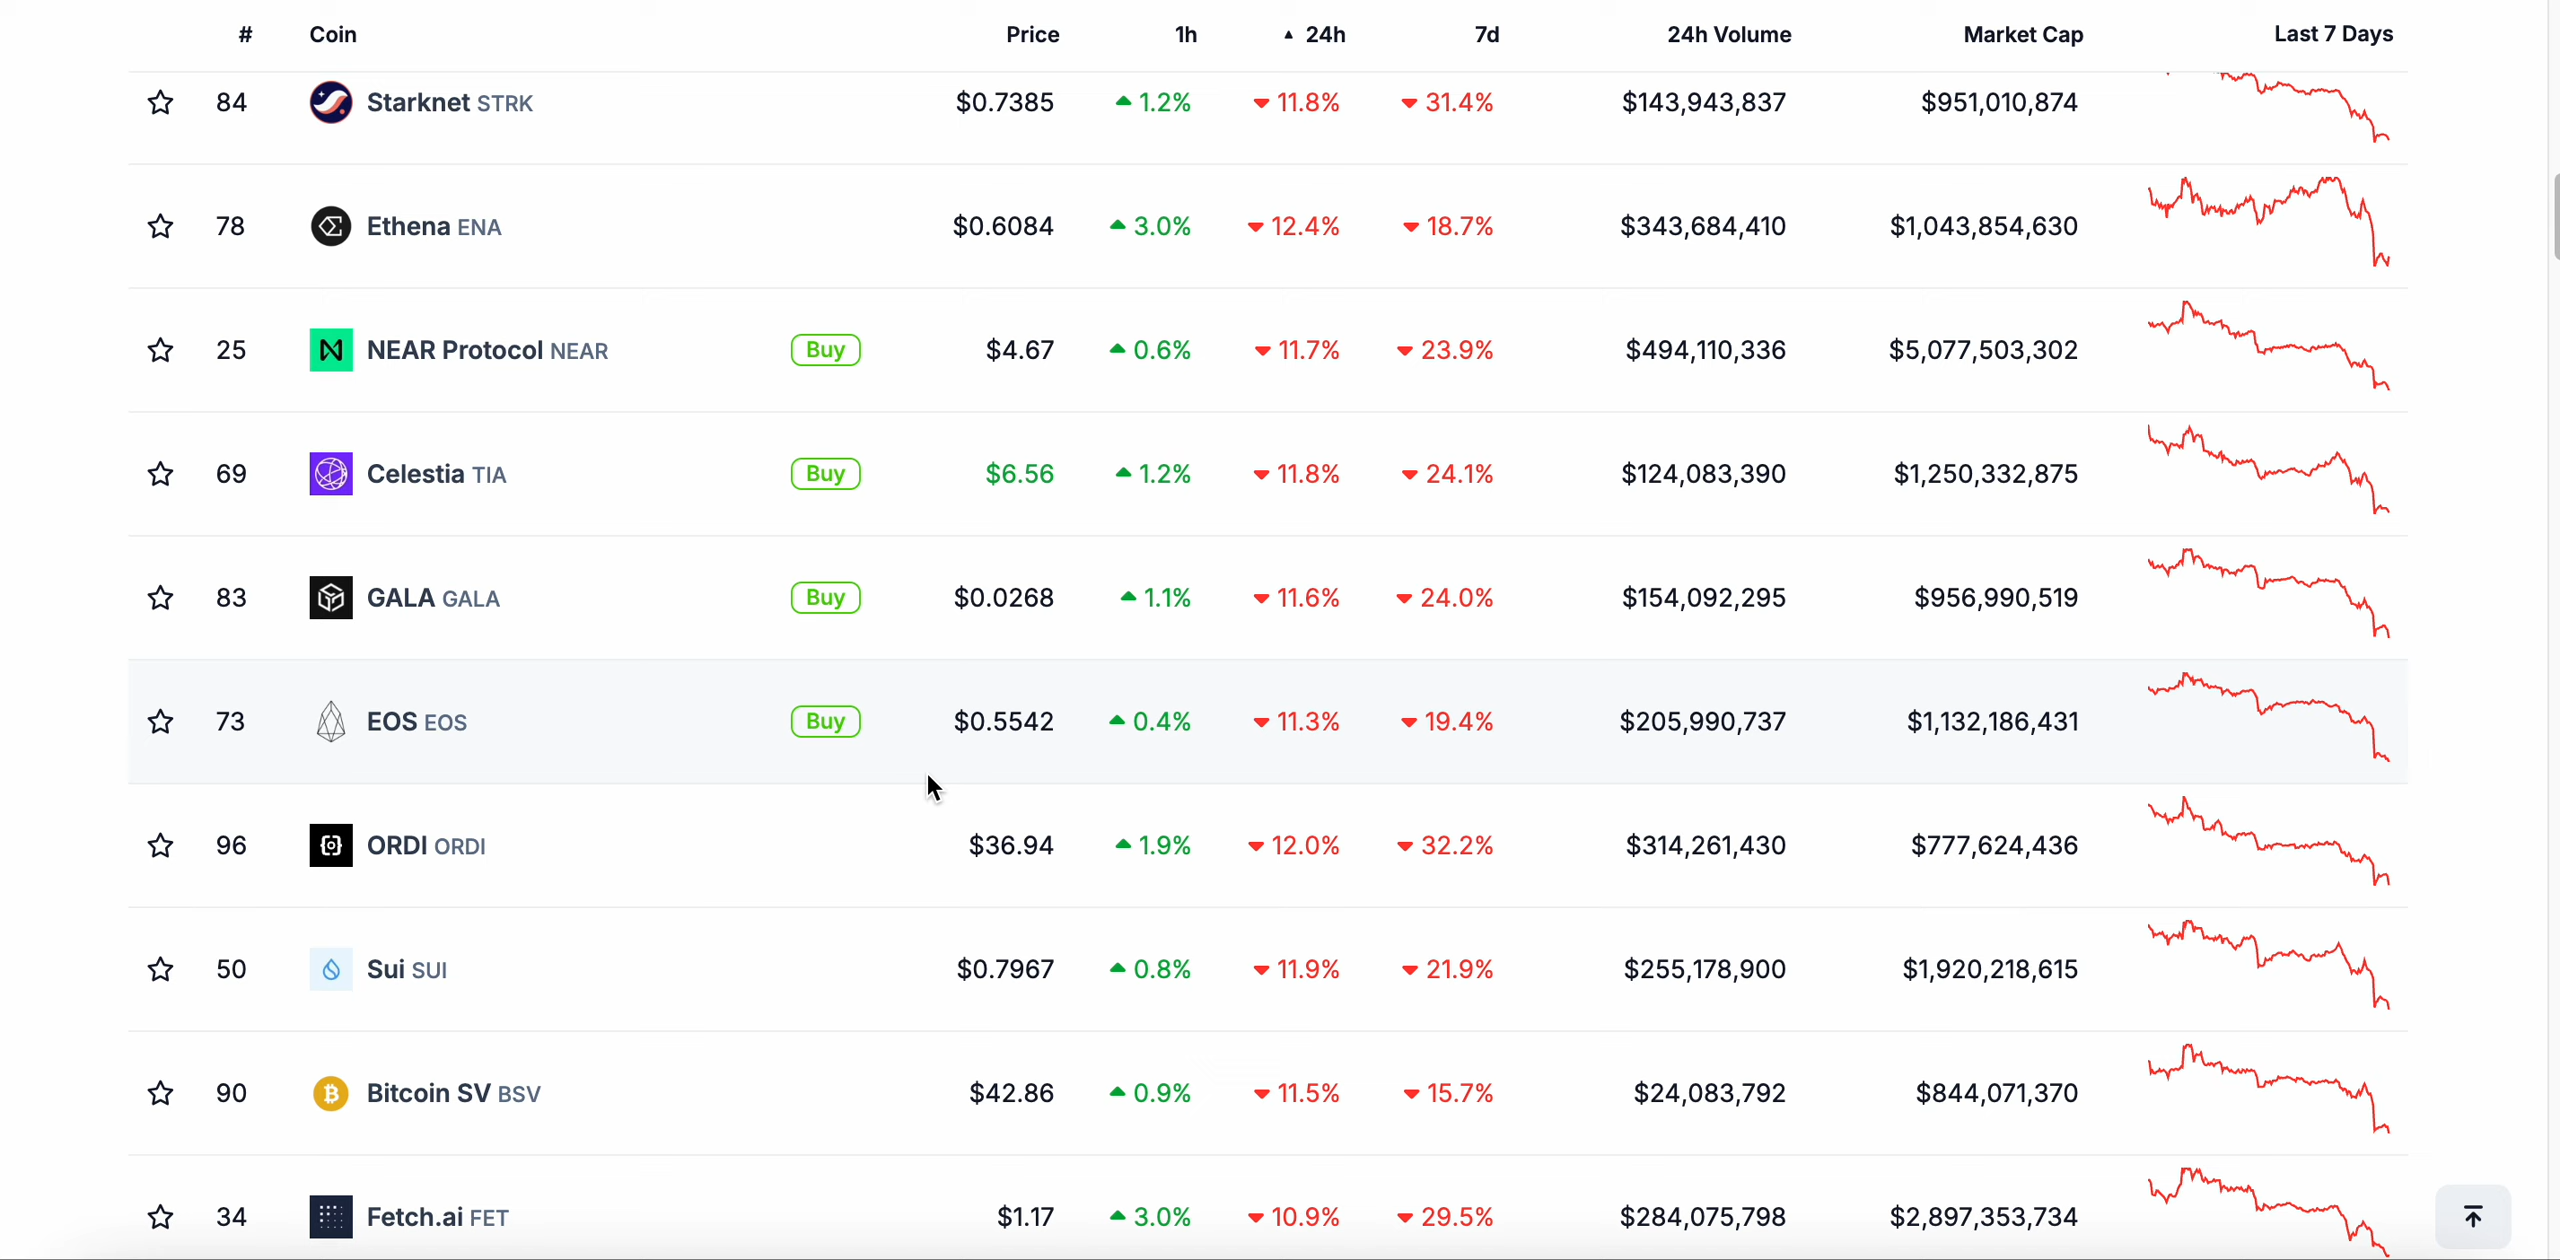 # Coin Price 1h ▲ 24h 7d 24h Volume Market Cap Last 7 Days
84 Starknet STRK $0.7385 ▲ 1.2% ▼ 11.8% ▼ 31.4% $143,943,837 $951,010,874
78 Ethena ENA $0.6084 ▲ 3.0% ▼ 12.4% ▼ 18.7% $343,684,410 $1,043,854,630
25 NEAR Protocol NEAR Buy $4.67 ▲ 0.6% ▼ 11.7% ▼ 23.9% $494,110,336 $5,077,503,302
69 Celestia TIA Buy $6.56 ▲ 1.2% ▼ 11.8% ▼ 24.1% $124,083,390 $1,250,332,875
83 GALA GALA Buy $0.0268 ▲ 1.1% ▼ 11.6% ▼ 24.0% $154,092,295 $956,990,519
73 EOS EOS Buy $0.5542 ▲ 0.4% ▼ 11.3% ▼ 19.4% $205,990,737 $1,132,186,431
96 ORDI ORDI $36.94 ▲ 1.9% ▼ 12.0% ▼ 32.2% $314,261,430 $777,624,436
50 Sui SUI $0.7967 ▲ 0.8% ▼ 11.9% ▼ 21.9% $255,178,900 $1,920,218,615
90 Bitcoin SV BSV $42.86 ▲ 0.9% ▼ 11.5% ▼ 15.7% $24,083,792 $844,071,370
34 Fetch.ai FET $1.17 ▲ 3.0% ▼ 10.9% ▼ 29.5% $284,075,798 $2,897,353,734